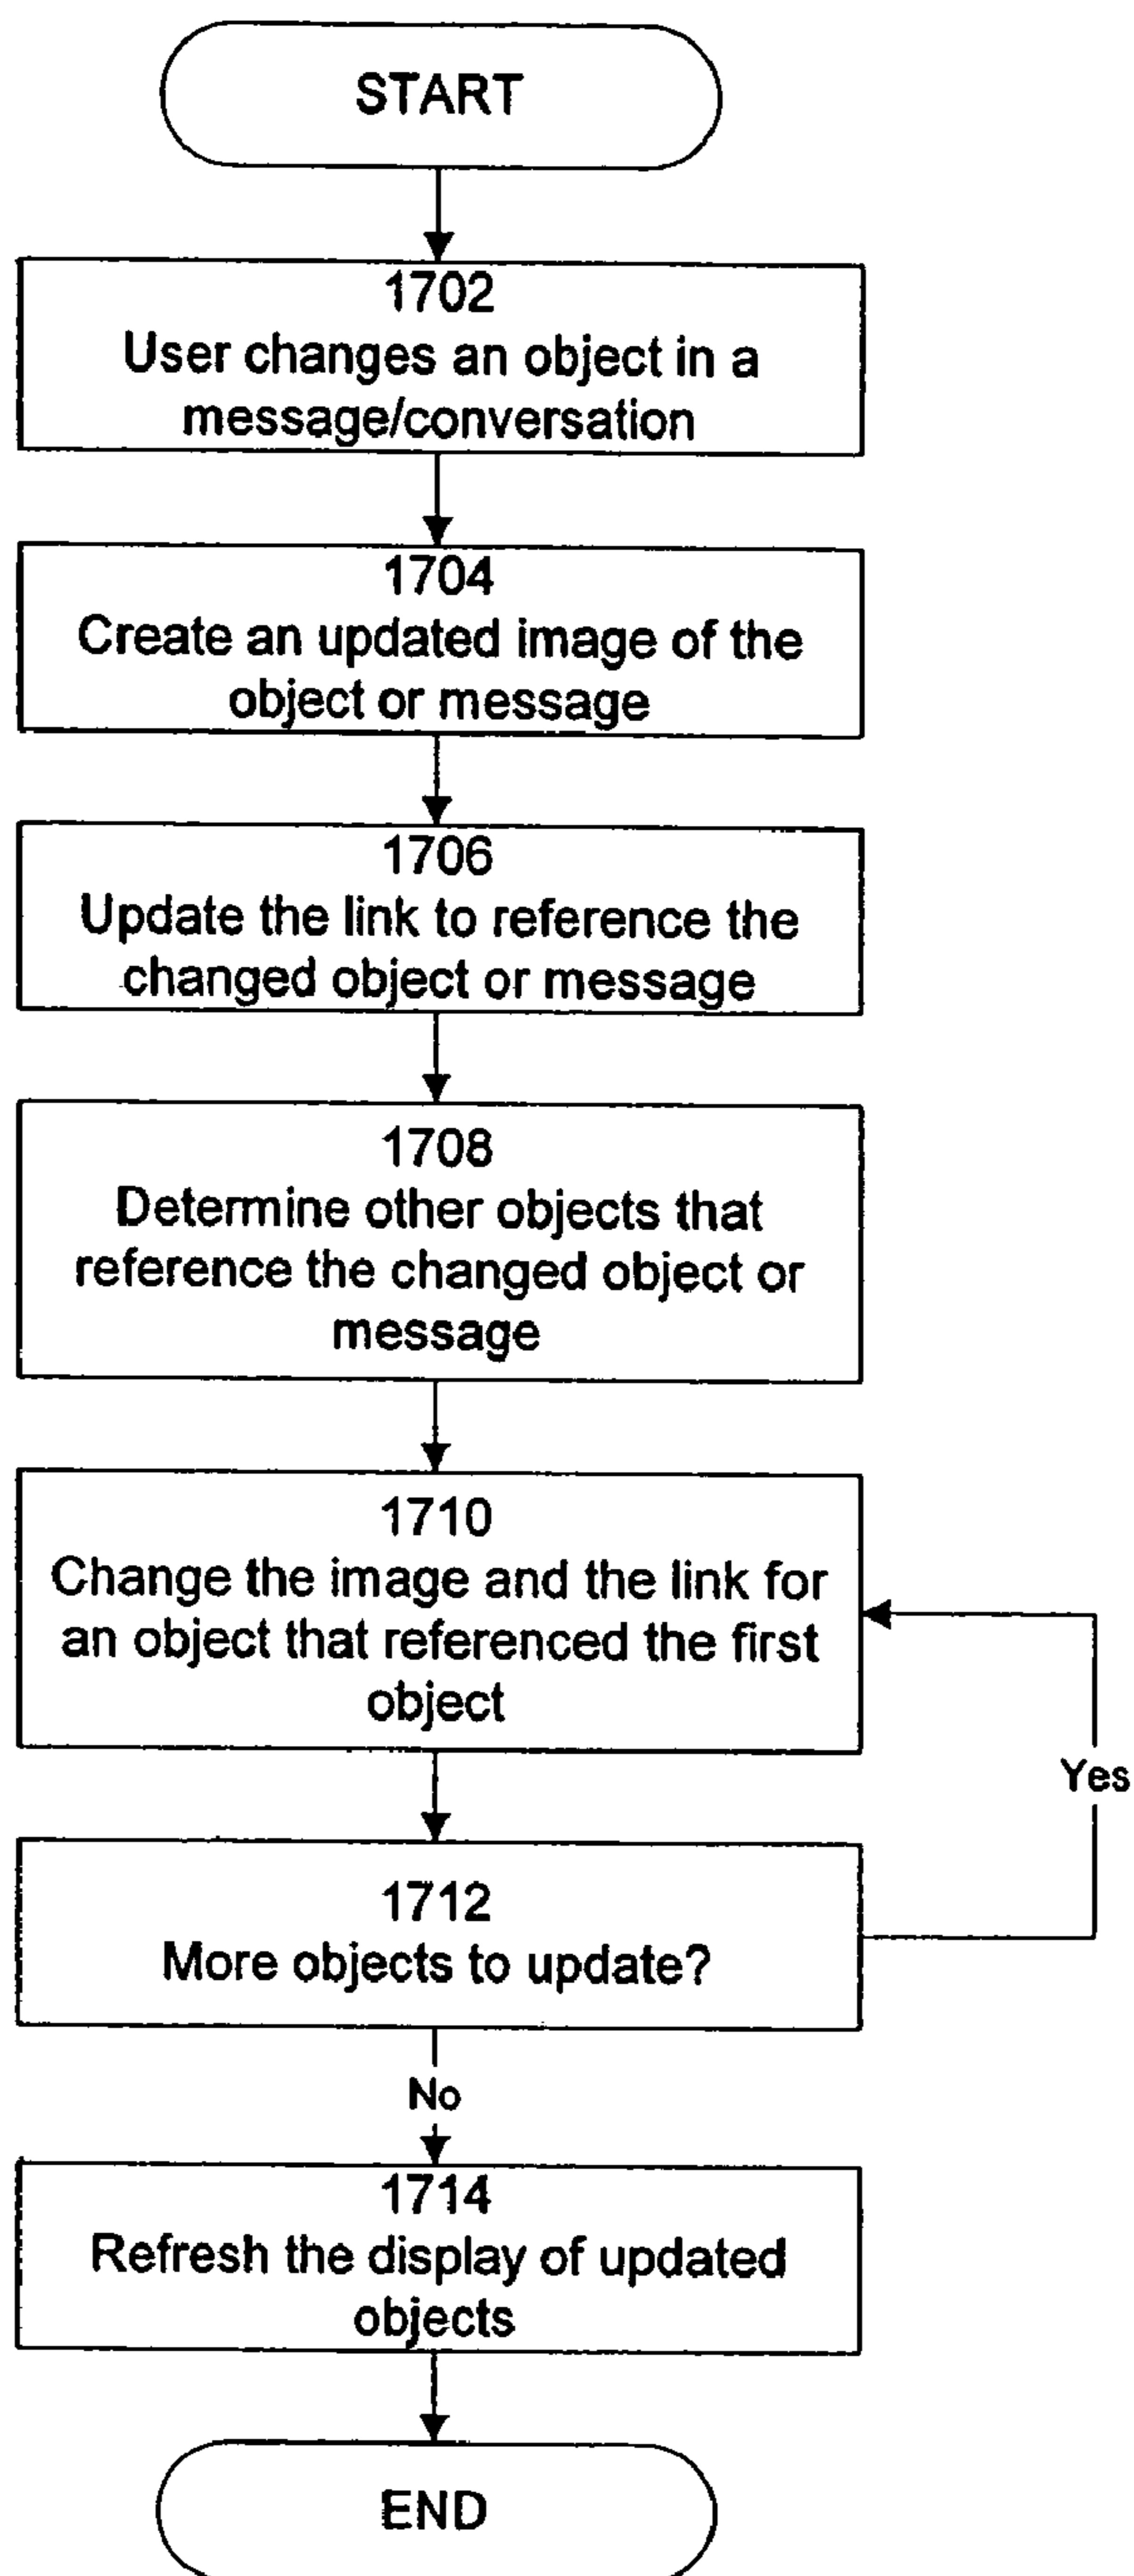 START
1702
User changes an object in a
message/conversation
1704
Create an updated image of the
object or message
1706
Update the link to reference the
changed object or message
1708
Determine other objects that
reference the changed object or
message
1710
Change the image and the link for
an object that referenced the first
object
Yes
1712
More objects to update?
No
1714
Refresh the display of updated
objects
END